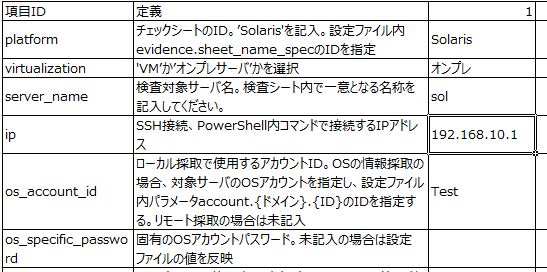 項目ID 定義 1
platform チェックシートのID。'Solaris'を記入。設定ファイル内 Solaris
evidence.sheet_name_specのIDを指定
virtualization 'VM'か'オンプレサーバ'かを選択 オンプレ
server_name 検査対象サーバ名。検査シート内で一意となる名称を sol
記入してください。
ip SSH接続、PowerShell内コマンドで接続するIPアドレ 192.168.10.1
ス
os_account_id ローカル採取で使用するアカウントID。OSの情報採取の Test
場合、対象サーバのOSアカウントを指定し、設定ファイル
内パラメータaccount.{ドメイン}.{ID}のIDを指定す
る。リモート採取の場合は未記入
os_specific_passwo 固有のOSアカウントパスワード。未記入の場合は設定
rd ファイルの値を反映